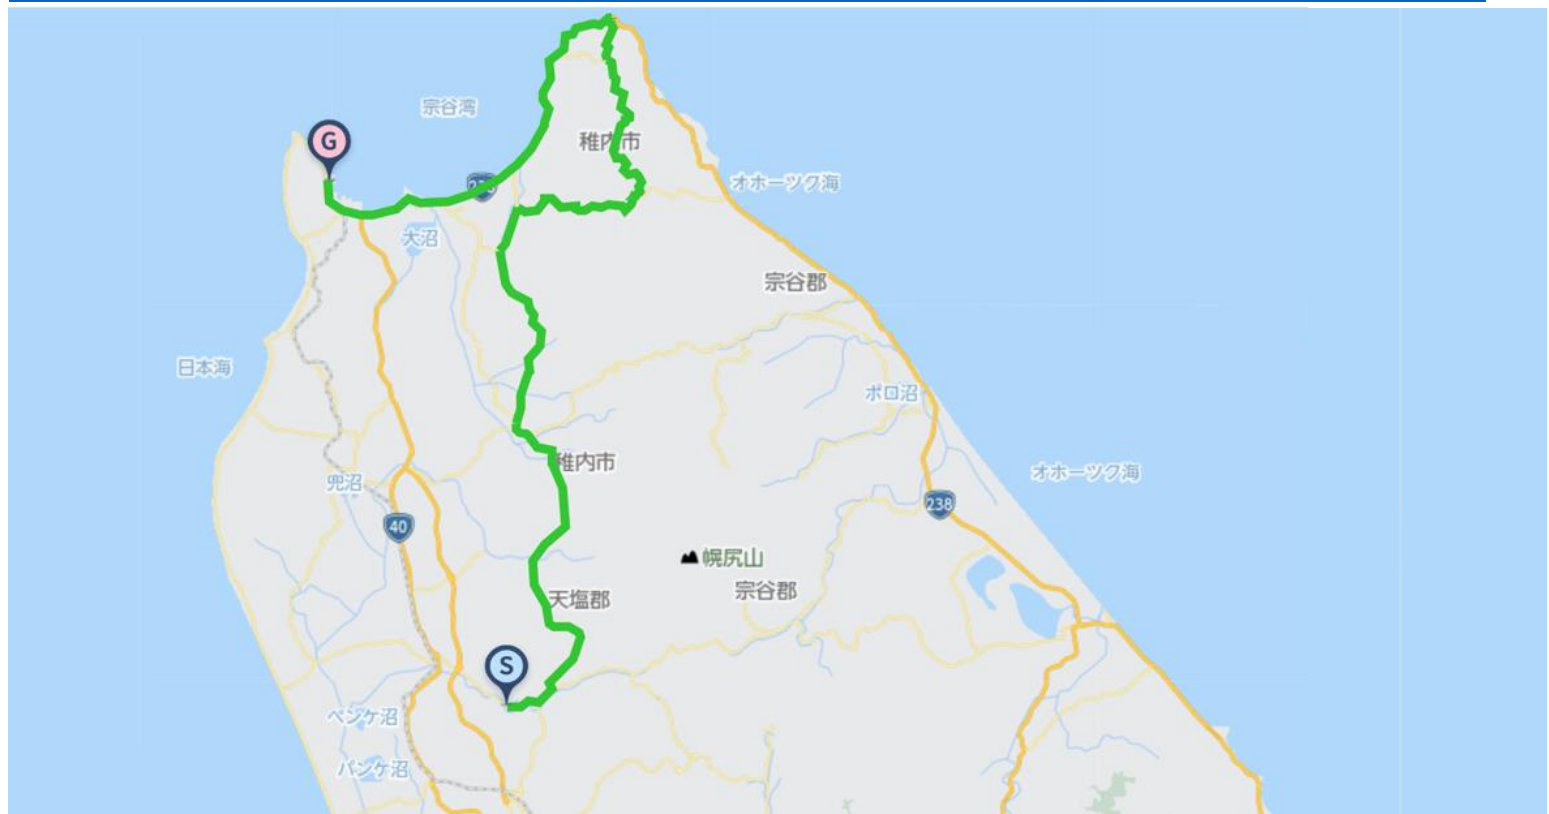 宗谷湾
G
稚内市
238
オホーツク海
大沼
宗谷郡
日本海
ポロ沼
稚内市
オホーツク海
兜沼
238
40
幌尻山
宗谷郡
天塩郡
S
ペンケ沼
パンケ沼